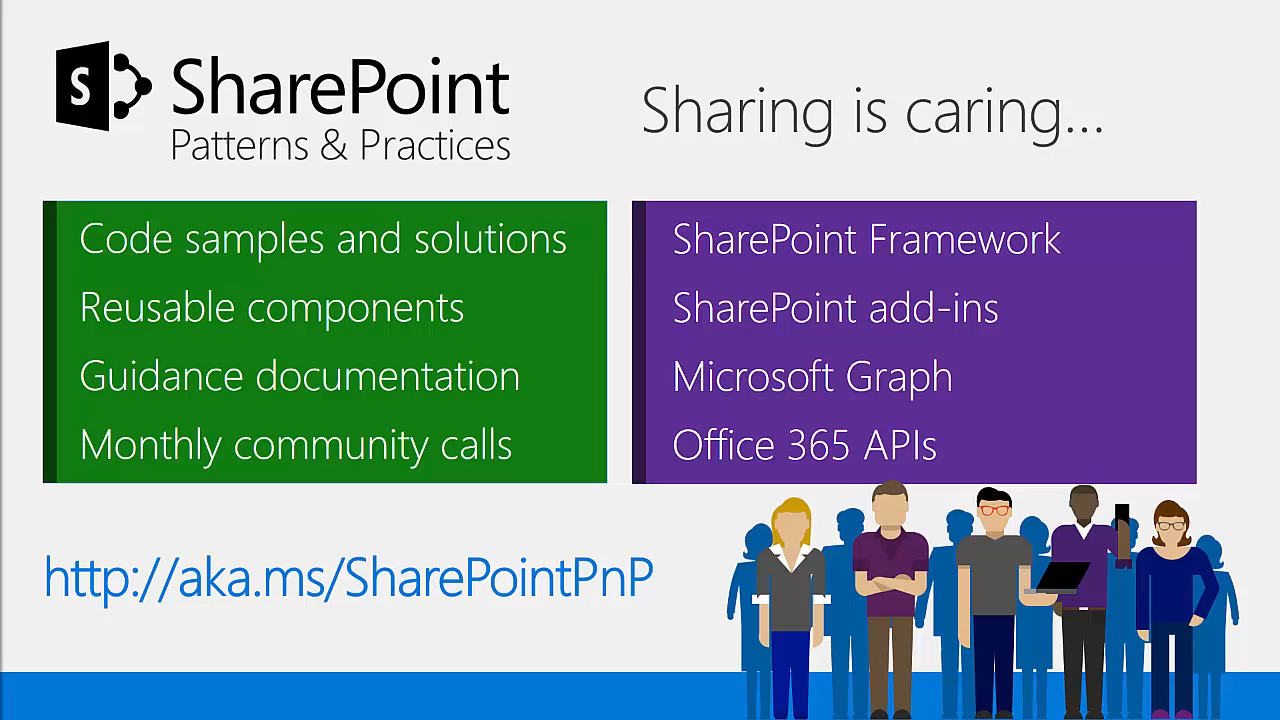 S
SharePoint
Patterns & Practices
Sharing is caring...
Code samples and solutions
Reusable components
Guidance documentation
Monthly community calls
SharePoint Framework
SharePoint add-ins
Microsoft Graph
Office 365 APIs
http://aka.ms/SharePointPnP